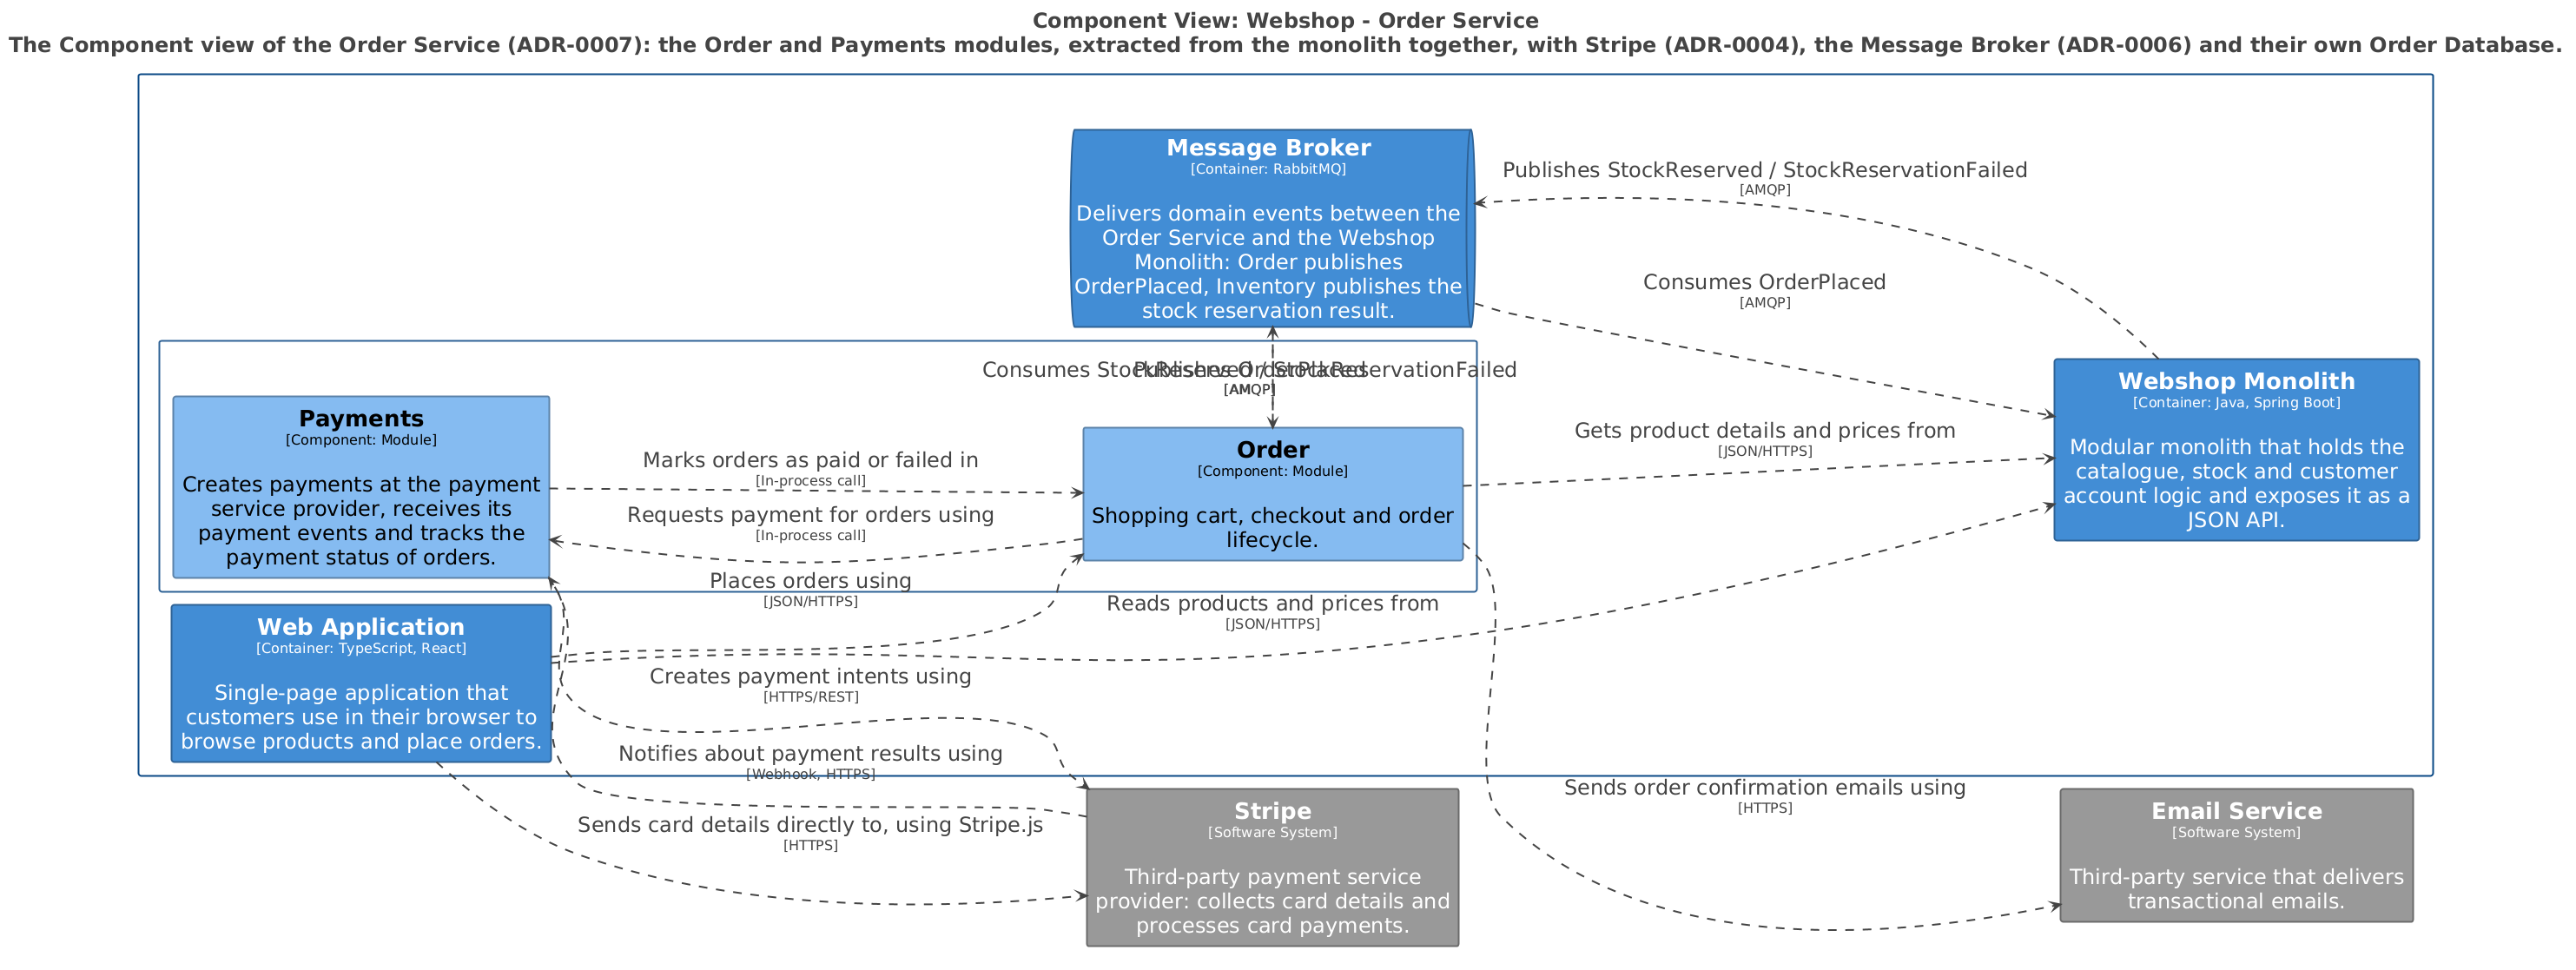 Component View: Webshop - Order Service
The Component view of the Order Service (ADR-0007): the Order and Payments modules, extracted from the monolith together, with Stripe (ADR-0004), the Message Broker (ADR-0006) and their own Order Database.
Message Broker
[Container: RabbitMQ]
Delivers domain events between the
Order Service and the Webshop
Monolith: Order publishes
OrderPlaced, Inventory publishes the
stock reservation result.
Publishes StockReserved / StockReservationFailed
[AMQP]
Consumes OrderPlaced
[AMQP]
Consumes StockReserved / StockReservationFailed
[AMQP]
Publishes OrderPlaced
[AMQP]
Webshop Monolith
[Container: Java, Spring Boot]
Modular monolith that holds the
catalogue, stock and customer
account logic and exposes it as a
JSON API.
Payments
[Component: Module]
Creates payments at the payment
service provider, receives its
payment events and tracks the
payment status of orders.
Marks orders as paid or failed in
[In-process call]
Requests payment for orders using
[In-process call]
Order
[Component: Module]
Shopping cart, checkout and order
lifecycle.
Gets product details and prices from
[JSON/HTTPS]
Places orders using
[JSON/HTTPS]
Reads products and prices from
[JSON/HTTPS]
Web Application
[Container: TypeScript, React]
Single-page application that
customers use in their browser to
browse products and place orders.
Creates payment intents using
[HTTPS/REST]
Notifies about payment results using
[Webhook, HTTPS]
Sends card details directly to, using Stripe.js
[HTTPS]
Stripe
[Software System]
Third-party payment service
provider: collects card details and
processes card payments.
Sends order confirmation emails using
[HTTPS]
Email Service
[Software System]
Third-party service that delivers
transactional emails.